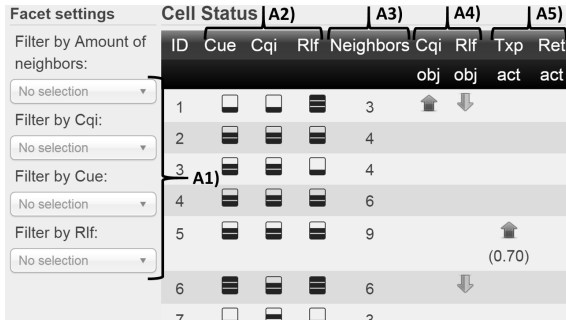 Facet settings
Filter by Amount of
neighbors:
No selection
Filter by Cqi:
No selection
Filter by Cue:
No selection
Filter by Rlf:
No selection
A1)
Cell Status A2) A3) A4) A5)
ID Cue Cqi Rlf Neighbors Cqi Rlf Txp Ret
obj obj act act
1 3
2 4
3 4
4 6
5 9
(0.70)
6 6
7 3